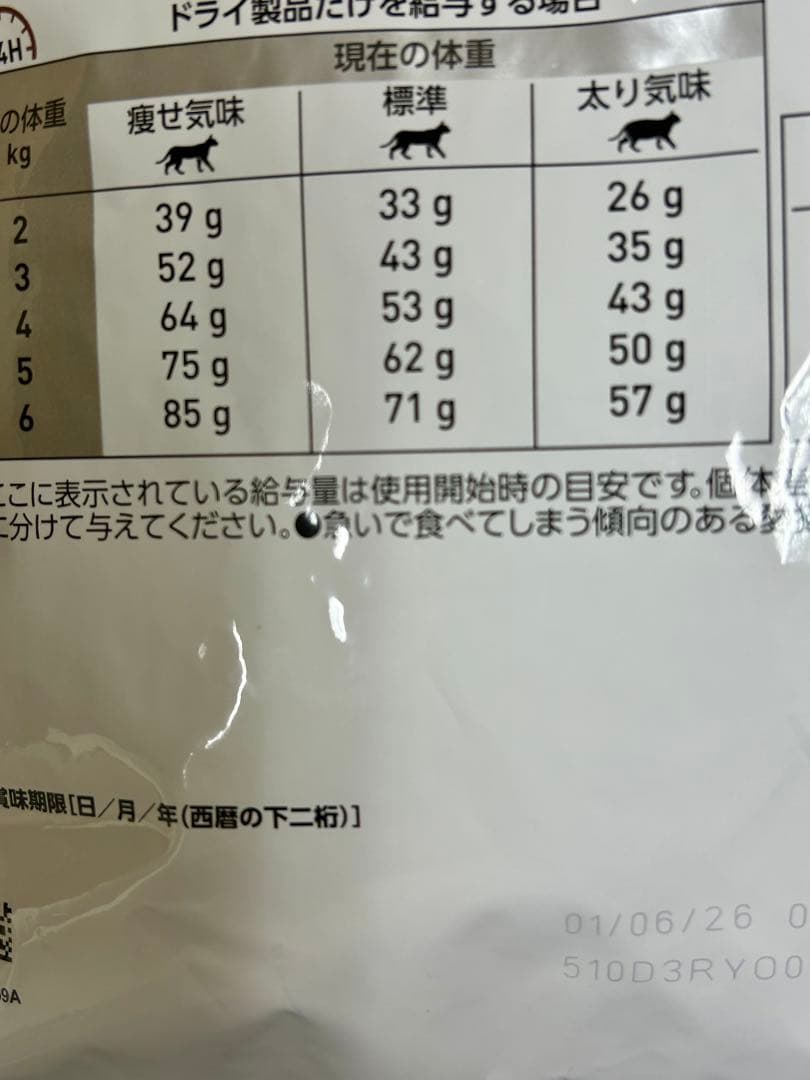 ドライ製品だけを給与する場合
4H
現在の体重
の体重 痩せ気味 標準 太り気味
kg
2 39 g 33 g 26 g
3 52 g 43 g 35 g
4 64 g 53 g 43 g
5 75 g 62 g 50 g
6 85 g 71 g 57 g
ここに表示されている給与量は使用開始時の目安です。個体
に分けて与えてください。●急いで食べてしまう傾向のある
賞味期限[日/月/年(西暦の下二桁)]
01/06/26 0
510D3RY00
9A